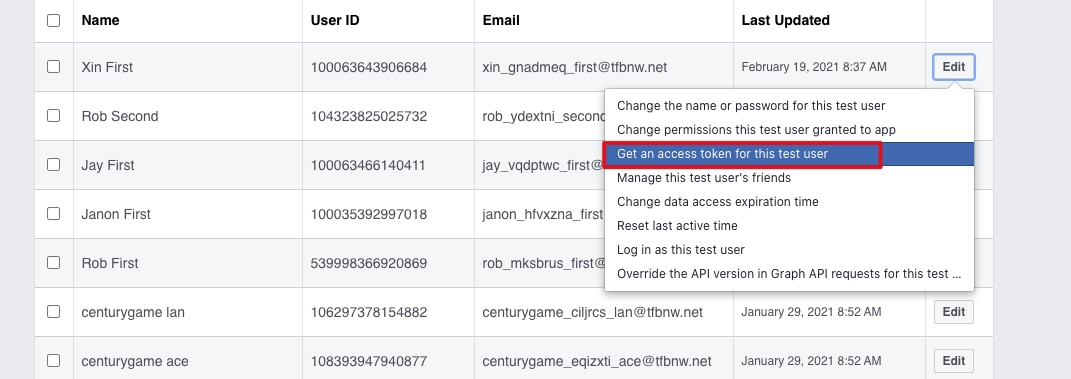 Name User ID Email Last Updated
Xin First 100063643906684 xin_gnadmeq_first@tfbnw.net February 19, 2021 8:37 AM Edit
Change the name or password for this test user
Rob Second 104323825025732 rob_ydextni_second
Change permissions this test user granted to app
Get an access token for this test user
Jay First 100063466140411 jay_vqdptwc_first@
Manage this test user's friends
Change data access expiration time
Janon First 100035392997018 janon_hfvxzna_first
Reset last active time
Log in as this test user
Rob First 539998366920869 rob_mksbrus_first@
Override the API version in Graph API requests for this test ...
centurygame lan 106297378154882 centurygame_ciljrcs_lan@tfbnw.net January 29, 2021 8:52 AM Edit
centurygame ace 108393947940877 centurygame_eqizxti_ace@tfbnw.net January 29, 2021 8:52 AM Edit